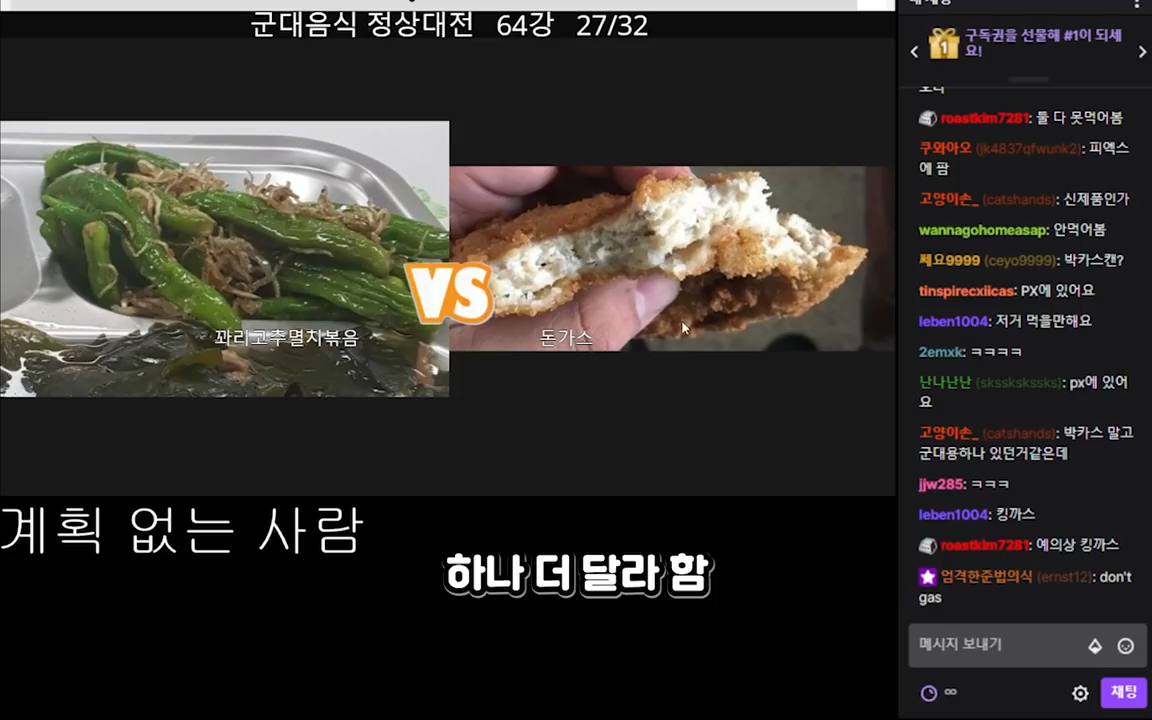 군대음식 정상대전 64강 27/32
VS
꽈리고추멸치볶음
돈가스
계획 없는 사람
하나 더 달라 함
구독권을 선물해 #1이 되세
요!
1
roastkim7281: 둘 다 못먹어봄
쿠와아오 (jk4837qfwunk2): 피엑스
에 팜
고양이손_ (catshands): 신제품인가
wannagohomeasap: 안먹어봄
쎄요9999 (ceyo9999): 박카스캔?
tinspirecxiicas: PX에 있어요
leben1004: 저거 먹을만해요
2emxk: ㅋㅋㅋㅋ
난나난난 (skssksksssks): px에 있어
요
고양이손_ (catshands): 박카스 말고
군대용하나 있던거같은데
jjw285: ㅋㅋㅋ
leben1004: 킹까스
roastkim7281: 예의상 킹까스
엄격한준법의식 (ernst12): don't
gas
메시지 보내기
채팅